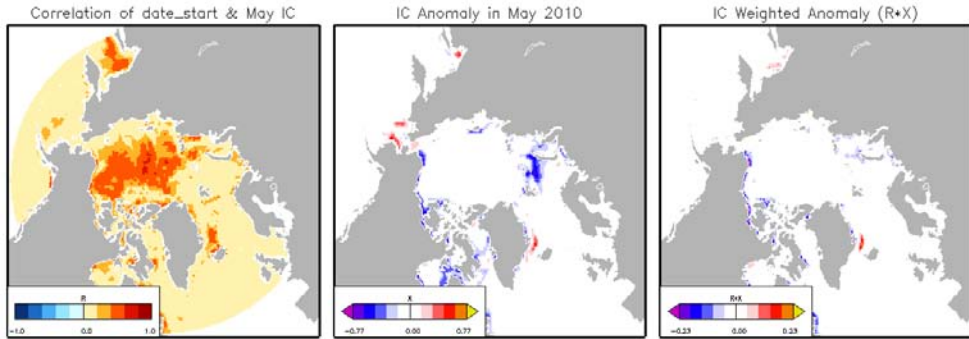 Correlation of date_start & May IC
R
-1.0 0.0 1.0
IC Anomaly in May 2010
X
-0.77 0.00 0.77
IC Weighted Anomaly (R*X)
R*X
-0.23 0.00 0.23